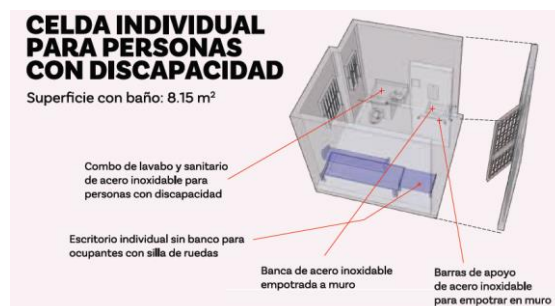 CELDA INDIVIDUAL
PARA PERSONAS
CON DISCAPACIDAD
Superficie con baño: 8.15 m²
Combo de lavabo y sanitario
de acero inoxidable para
personas con discapacidad
Escritorio individual sin banco para
ocupantes con silla de ruedas
Banca de acero inoxidable
empotrada a muro
Barras de apoyo
de acero inoxidable
para empotrar en muro